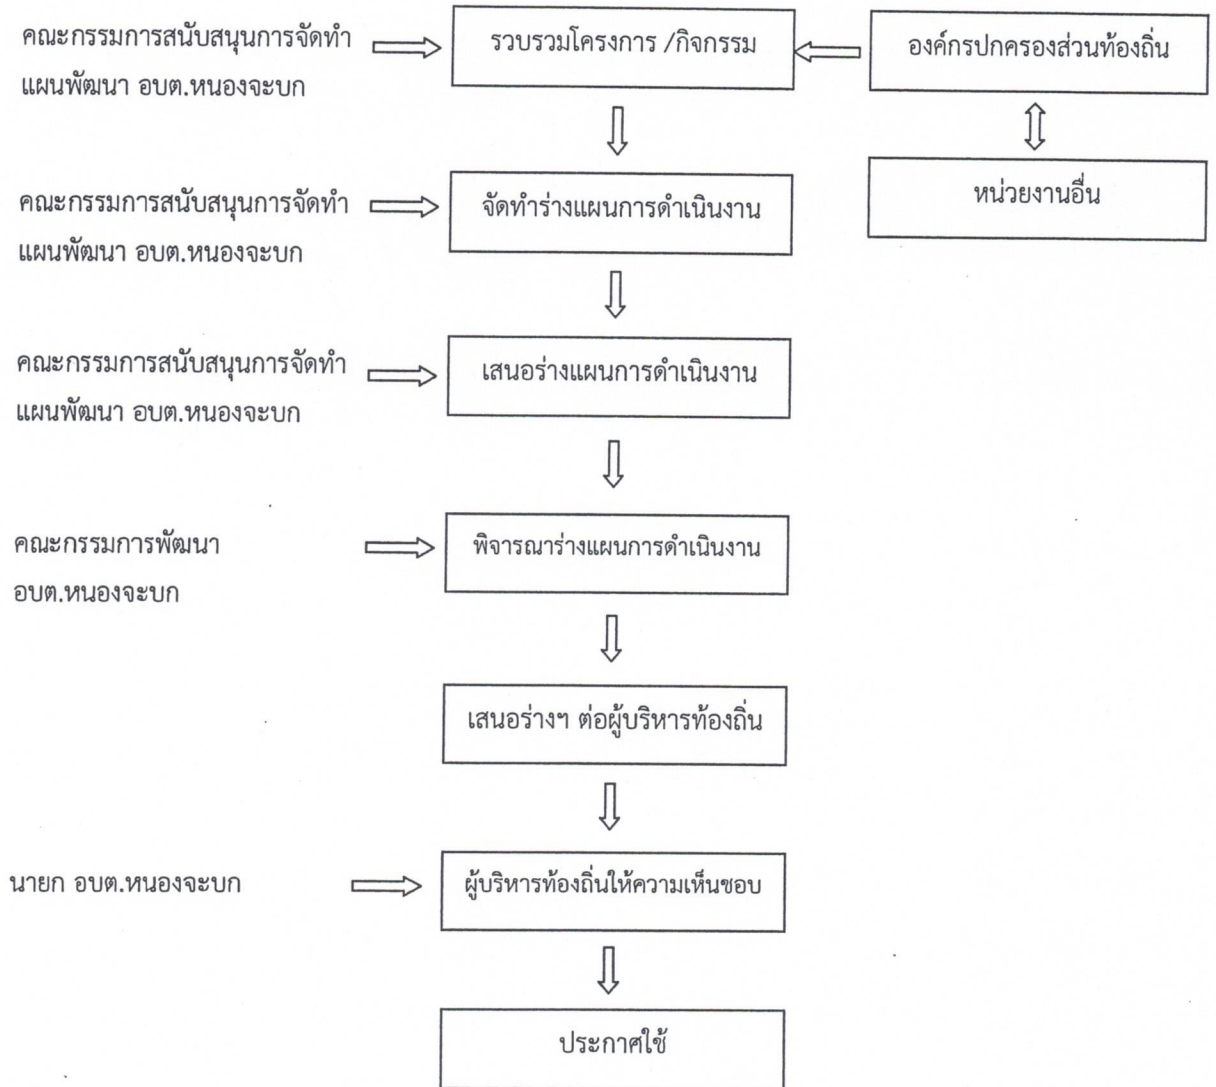 คณะกรรมการสนับสนุนการจัดทำ
แผนพัฒนา อบต.หนองจะบก
รวบรวมโครงการ /กิจกรรม
องค์กรปกครองส่วนท้องถิ่น
หน่วยงานอื่น
คณะกรรมการสนับสนุนการจัดทำ
แผนพัฒนา อบต.หนองจะบก
จัดทำร่างแผนการดำเนินงาน
คณะกรรมการสนับสนุนการจัดทำ
แผนพัฒนา อบต.หนองจะบก
เสนอร่างแผนการดำเนินงาน
คณะกรรมการพัฒนา
อบต.หนองจะบก
พิจารณาร่างแผนการดำเนินงาน
เสนอร่างฯ ต่อผู้บริหารท้องถิ่น
นายก อบต.หนองจะบก
ผู้บริหารท้องถิ่นให้ความเห็นชอบ
ประกาศใช้